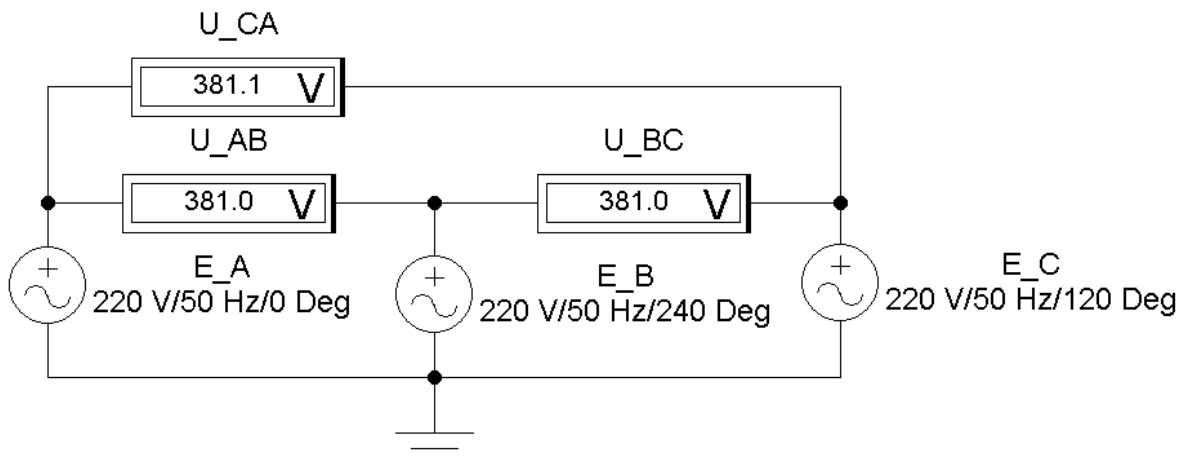 U_CA
381.1 V
U_AB
U_BC
381.0 V
381.0 V
E_A
220 V/50 Hz/0 Deg
E_B
220 V/50 Hz/240 Deg
E_C
220 V/50 Hz/120 Deg